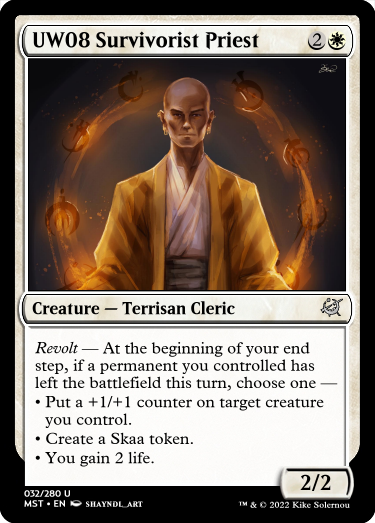 UW08 Survivorist Priest 2
Creature — Terrisan Cleric
Revolt — At the beginning of your end
step, if a permanent you controlled has
left the battlefield this turn, choose one —
• Put a +1/+1 counter on target creature
you control.
• Create a Skaa token.
• You gain 2 life.
2/2
032/280 U
MST • EN SHAYNDL_ART
™ & © 2022 Kike Solernou